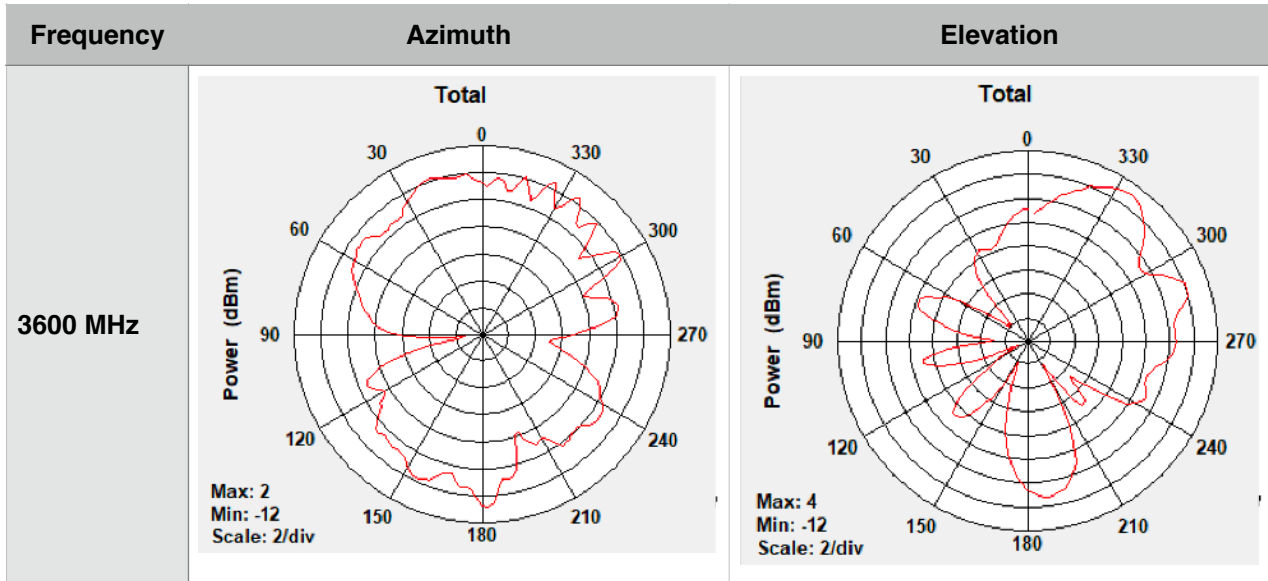 Frequency Azimuth Elevation
3600 MHz
Total
0
30 330
60 300
90 270
120 240
150 210
180
Power (dBm)
Max: 2
Min: -12
Scale: 2/div
Total
0
30 330
60 300
90 270
120 240
150 210
180
Power (dBm)
Max: 4
Min: -12
Scale: 2/div